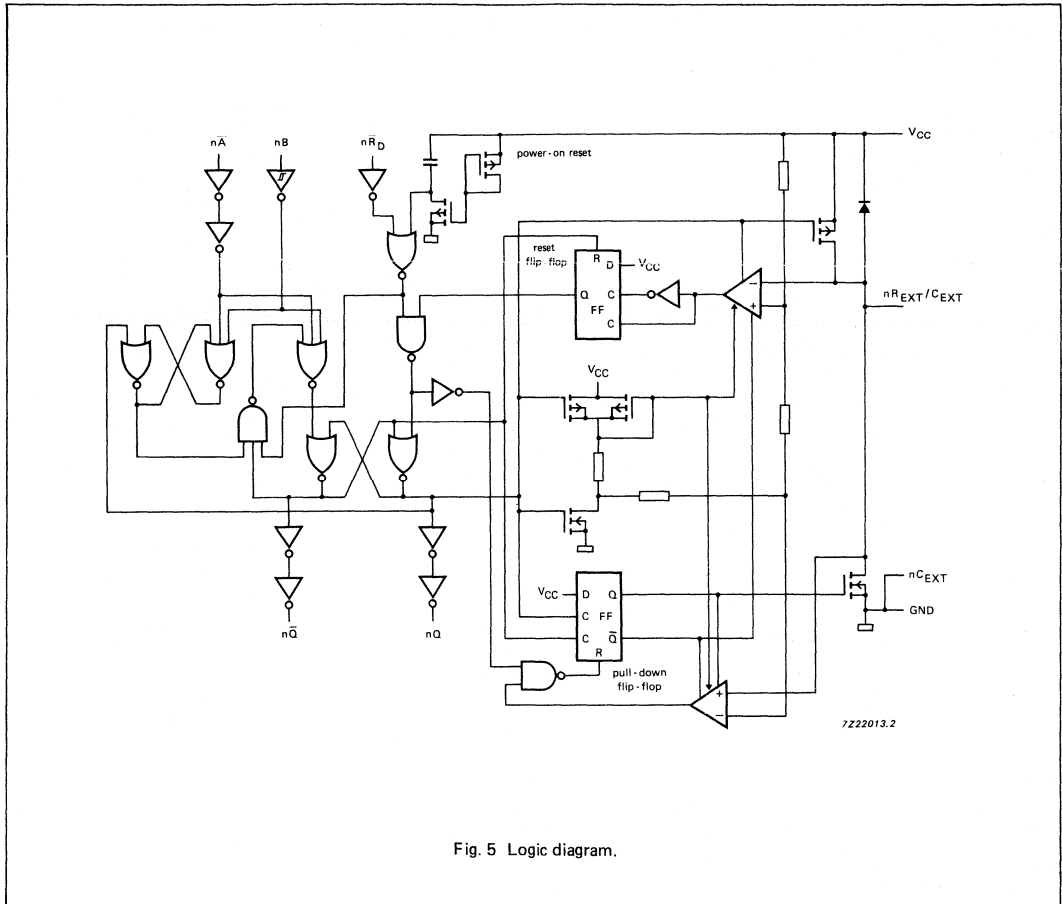 nA̅
nB
nR̅D
VCC
power-on reset
reset
flip-flop
R
D̅
VCC
Q
C
FF
C
−
+
nREXT/CEXT
VCC
VCC
D
Q
C
FF
C
Q̅
R
pull-down
flip-flop
+
−
nCEXT
GND
nQ̅
nQ
7Z22013.2
Fig. 5 Logic diagram.